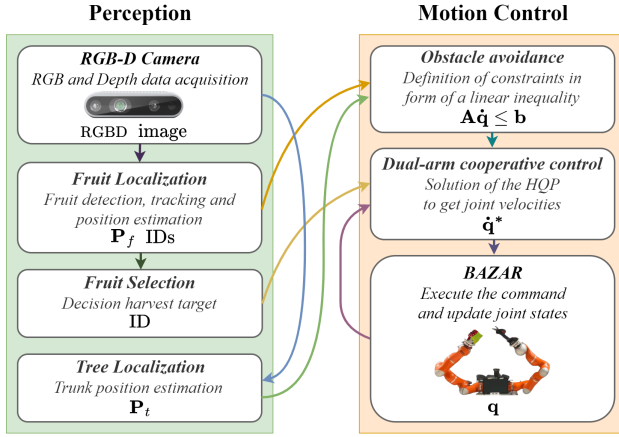 Perception
RGB-D Camera
RGB and Depth data acquisition
RGBD image
Fruit Localization
Fruit detection, tracking and
position estimation
P_f IDs
Fruit Selection
Decision harvest target
ID
Tree Localization
Trunk position estimation
P_t
Motion Control
Obstacle avoidance
Definition of constraints in
form of a linear inequality
Aq̇ ≤ b
Dual-arm cooperative control
Solution of the HQP
to get joint velocities
q̇*
BAZAR
Execute the command
and update joint states
q